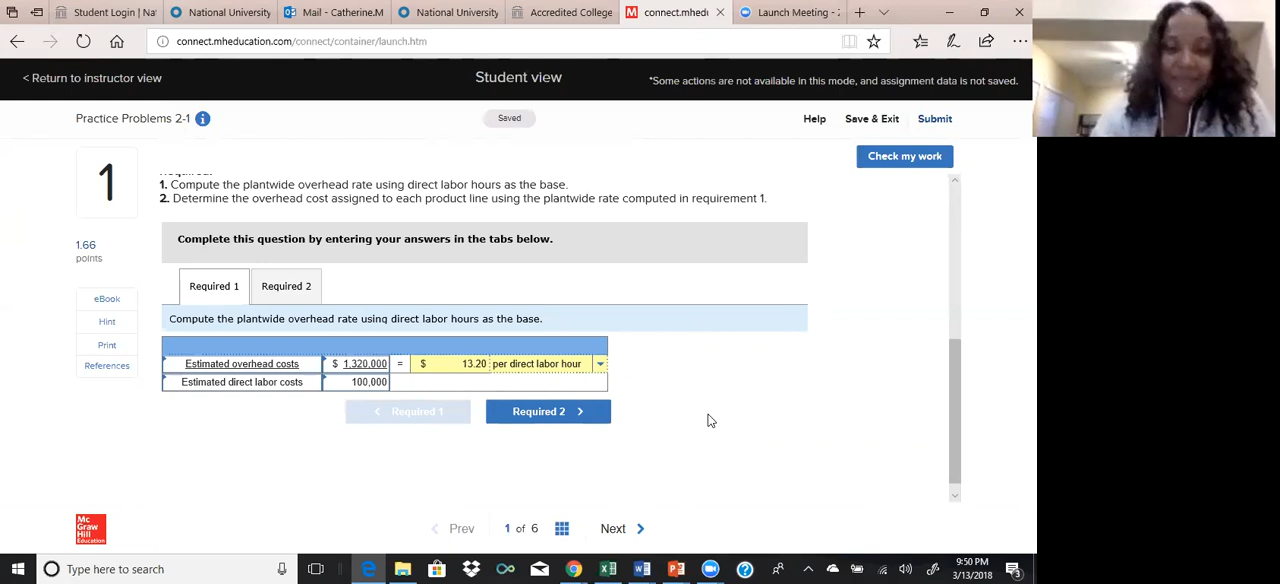 Student Login | Na
National University
Mail - Catherine.M
National University
Accredited College
M connect.mhedu
Launch Meeting - Z
connect.mheducation.com/connect/container/launch.htm
< Return to instructor view
Student view
*Some actions are not available in this mode, and assignment data is not saved.
Practice Problems 2-1 i
Saved
Help
Save & Exit
Submit
Check my work
1
1. Compute the plantwide overhead rate using direct labor hours as the base.
2. Determine the overhead cost assigned to each product line using the plantwide rate computed in requirement 1.
1.66
points
Complete this question by entering your answers in the tabs below.
Required 1
Required 2
eBook
Hint
Print
References
Compute the plantwide overhead rate using direct labor hours as the base.
Estimated overhead costs $ 1,320,000 = $ 13.20 per direct labor hour
Estimated direct labor costs 100,000
< Required 1
Required 2 >
Mc
Graw
Hill
Education
< Prev
1 of 6
Next >
Type here to search
9:50 PM
3/13/2018
3